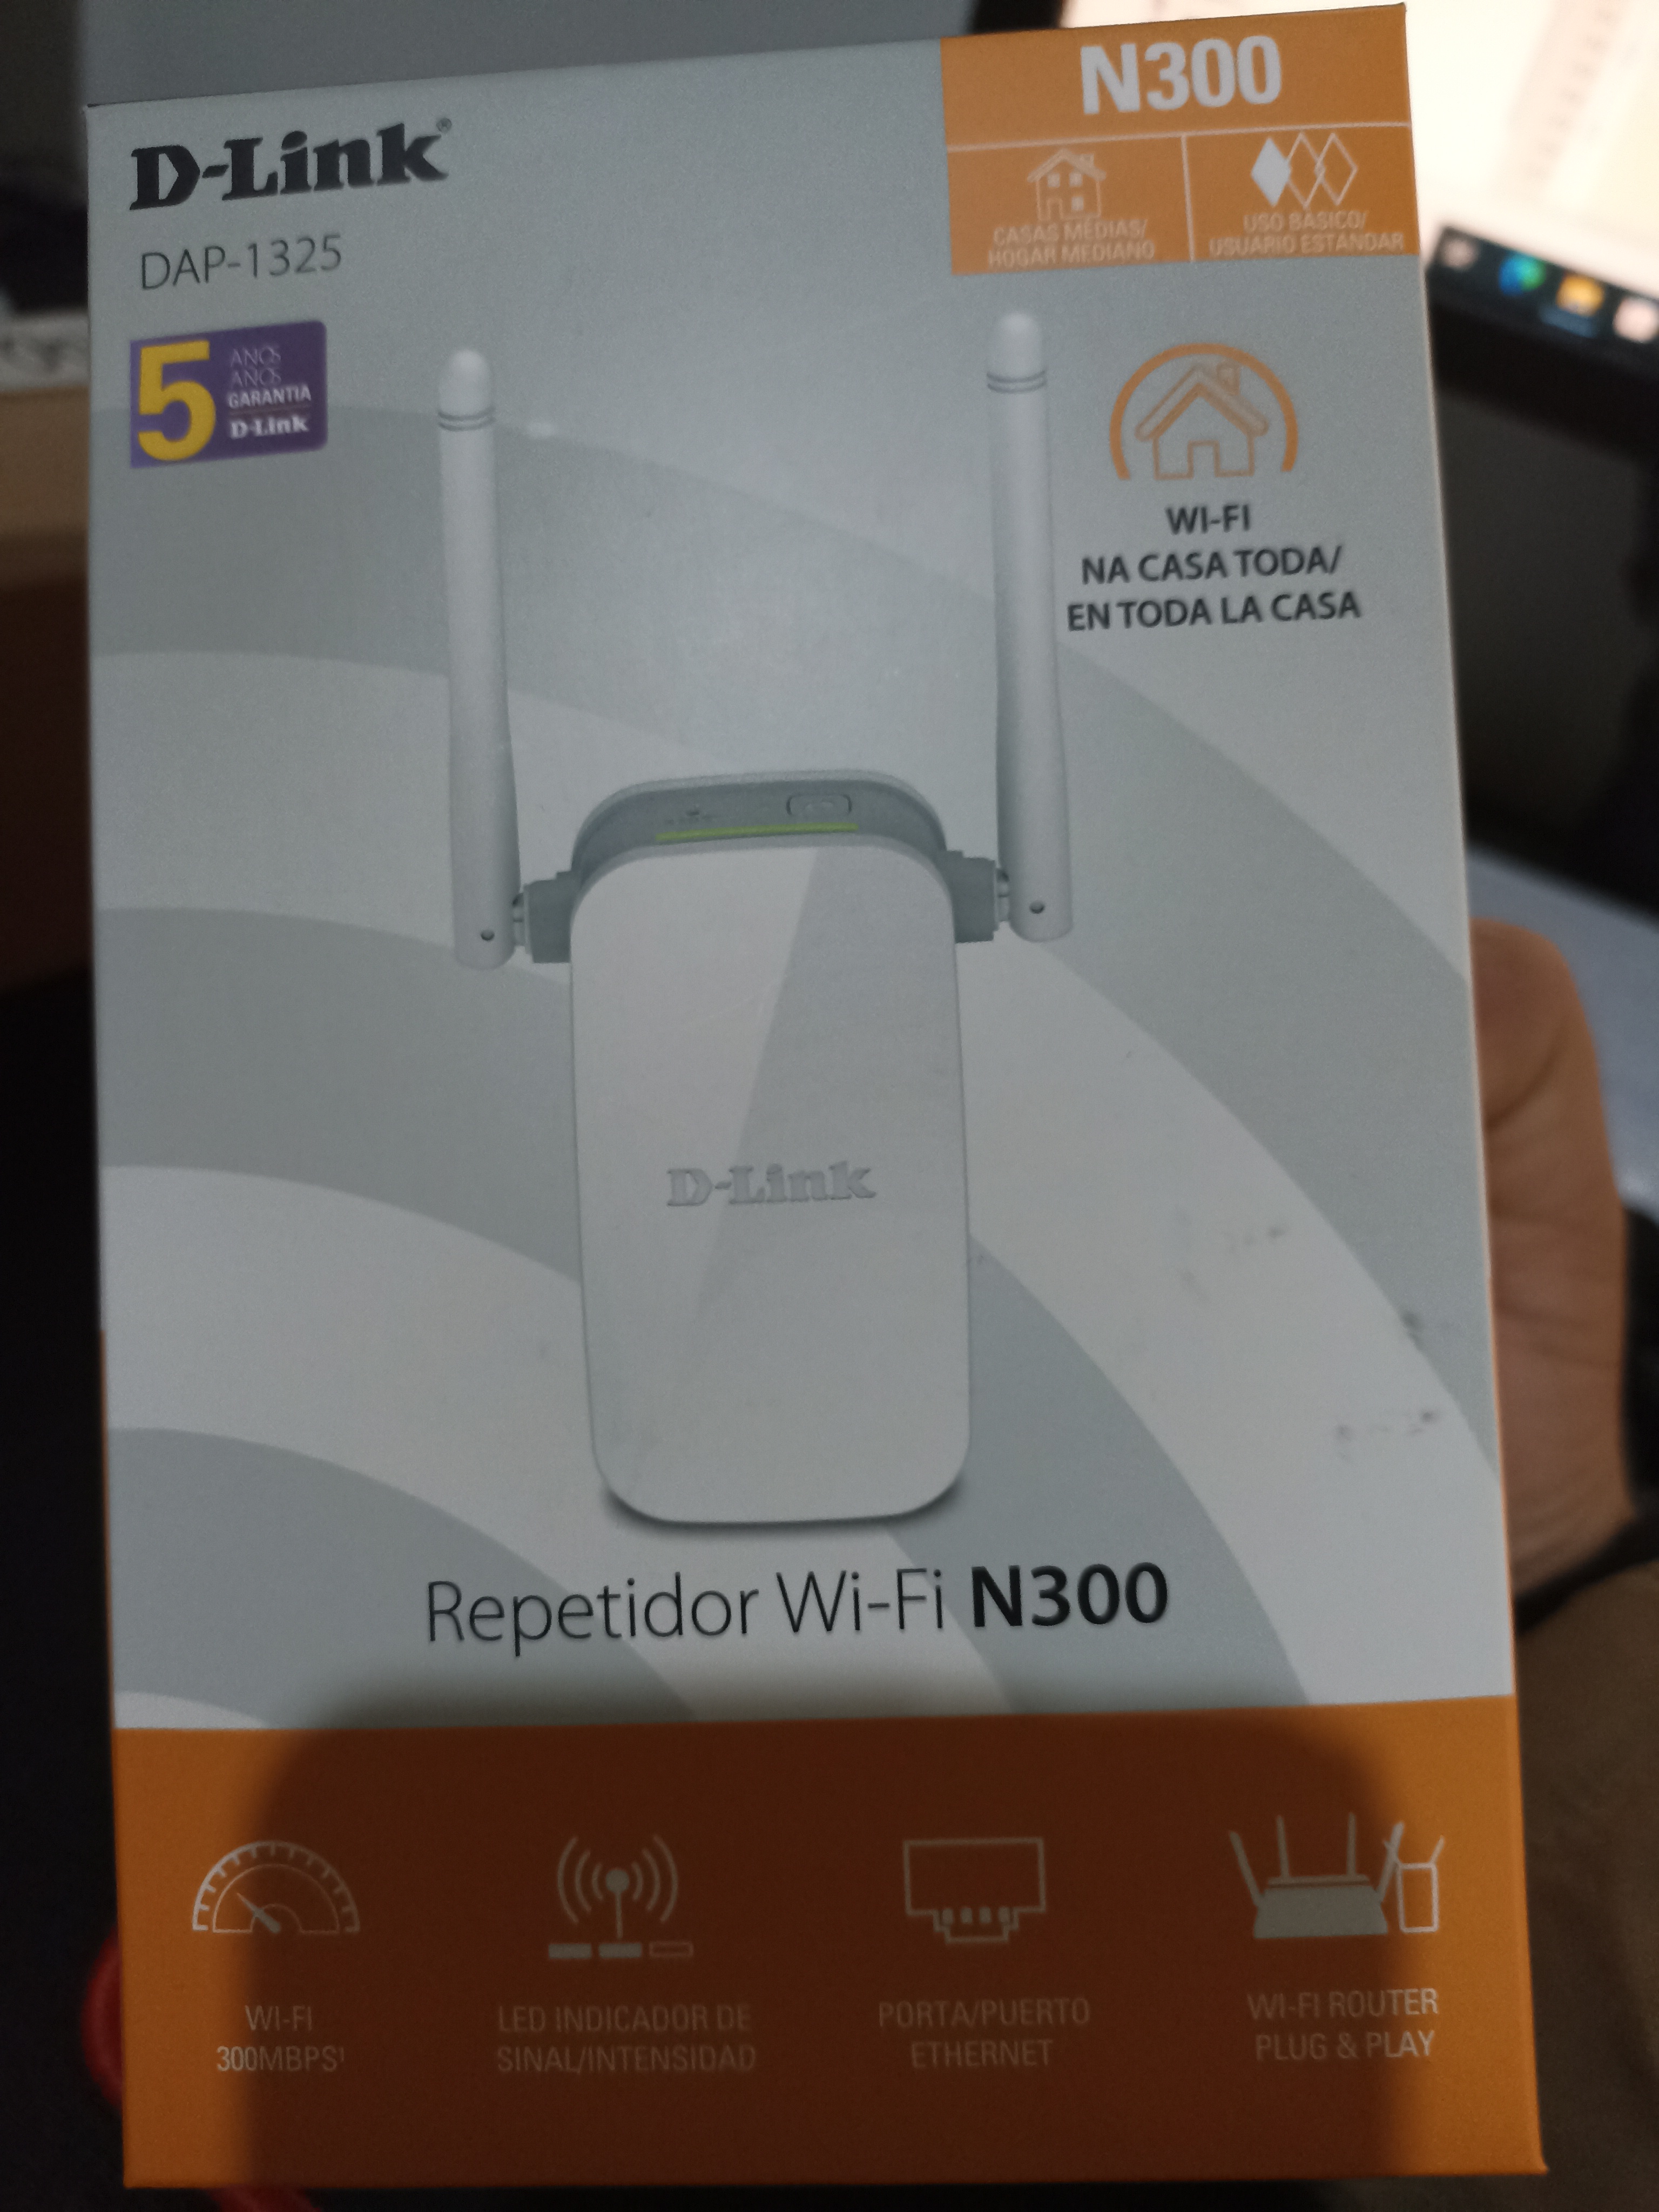 D-Link®
DAP-1325
N300
CASAS MÉDIAS/
HOGAR MEDIANO
USO BÁSICO/
USUARIO ESTÁNDAR
5
ANOS
AÑOS
GARANTIA
D-Link
WI-FI
NA CASA TODA/
EN TODA LA CASA
D-Link
Repetidor Wi-Fi N300
WI-FI
300MBPS¹
LED INDICADOR DE
SINAL/INTENSIDAD
PORTA/PUERTO
ETHERNET
WI-FI ROUTER
PLUG & PLAY